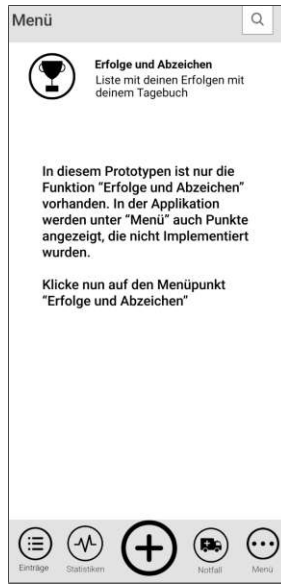 Menü
Erfolge und Abzeichen
Liste mit deinen Erfolgen mit
deinem Tagebuch
In diesem Prototypen ist nur die
Funktion "Erfolge und Abzeichen"
vorhanden. In der Applikation
werden unter "Menü" auch Punkte
angezeigt, die nicht Implementiert
wurden.
Klicke nun auf den Menüpunkt
"Erfolge und Abzeichen"
Einträge Statistiken Notfall Menü